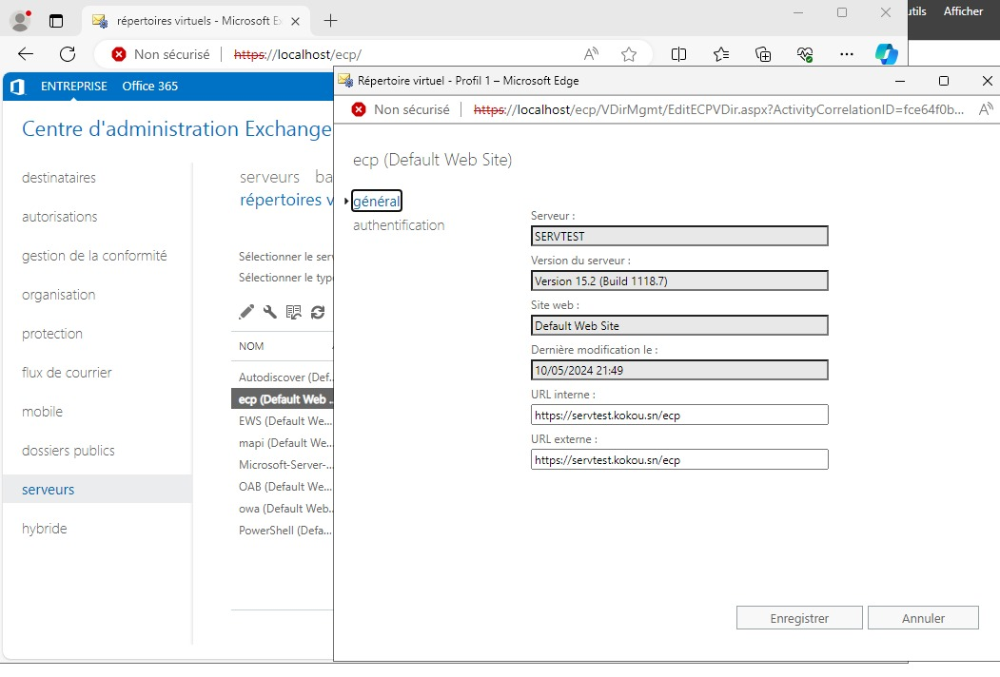 répertoires virtuels - Microsoft Ex
utils Afficher
Non sécurisé https://localhost/ecp/
ENTREPRISE Office 365
Centre d'administration Exchange
destinataires
autorisations
gestion de la conformité
organisation
protection
flux de courrier
mobile
dossiers publics
serveurs
hybride
serveurs ba
répertoires v
Sélectionner le serv
Sélectionner le type
NOM
Autodiscover (Def...
ecp (Default Web ...
EWS (Default We...
mapi (Default We...
Microsoft-Server-...
OAB (Default We...
owa (Default Web...
PowerShell (Defa...
Répertoire virtuel - Profil 1 – Microsoft Edge
Non sécurisé https://localhost/ecp/VDirMgmt/EditECPVDir.aspx?ActivityCorrelationID=fce64f0b...
ecp (Default Web Site)
général
authentification
Serveur :
SERVTEST
Version du serveur :
Version 15.2 (Build 1118.7)
Site web :
Default Web Site
Dernière modification le :
10/05/2024 21:49
URL interne :
https://servtest.kokou.sn/ecp
URL externe :
https://servtest.kokou.sn/ecp
Enregistrer Annuler